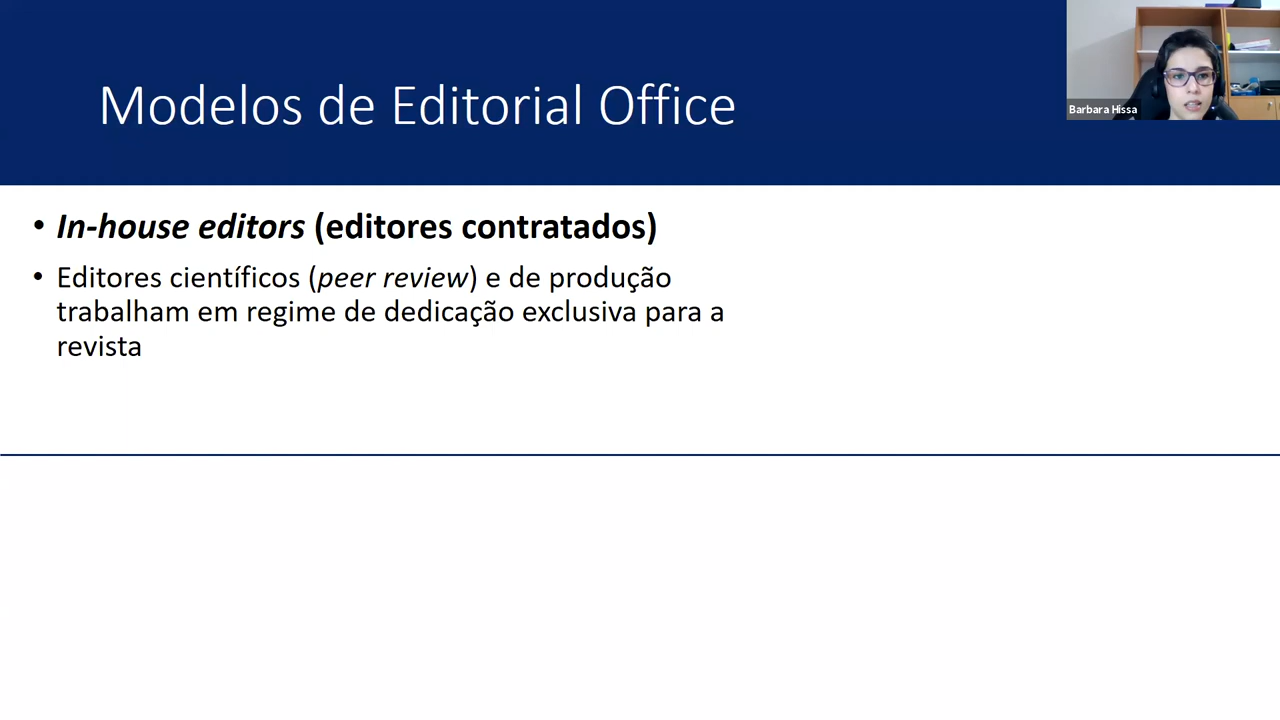 Modelos de Editorial Office
Barbara Hissa
• In-house editors (editores contratados)
• Editores científicos (peer review) e de produção
trabalham em regime de dedicação exclusiva para a
revista